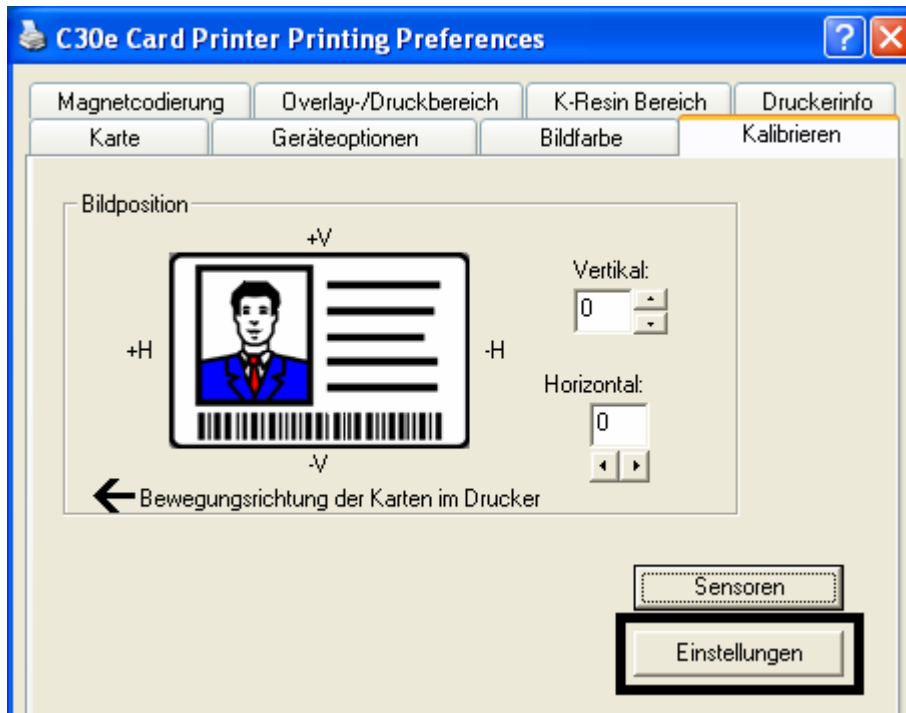 C30e Card Printer Printing Preferences
Magnetcodierung Overlay-/Druckbereich K-Resin Bereich Druckerinfo
Karte Geräteoptionen Bildfarbe Kalibrieren
Bildposition
+V
Vertikal:
0
+H -H
Horizontal:
0
-V
Bewegungsrichtung der Karten im Drucker
Sensoren
Einstellungen